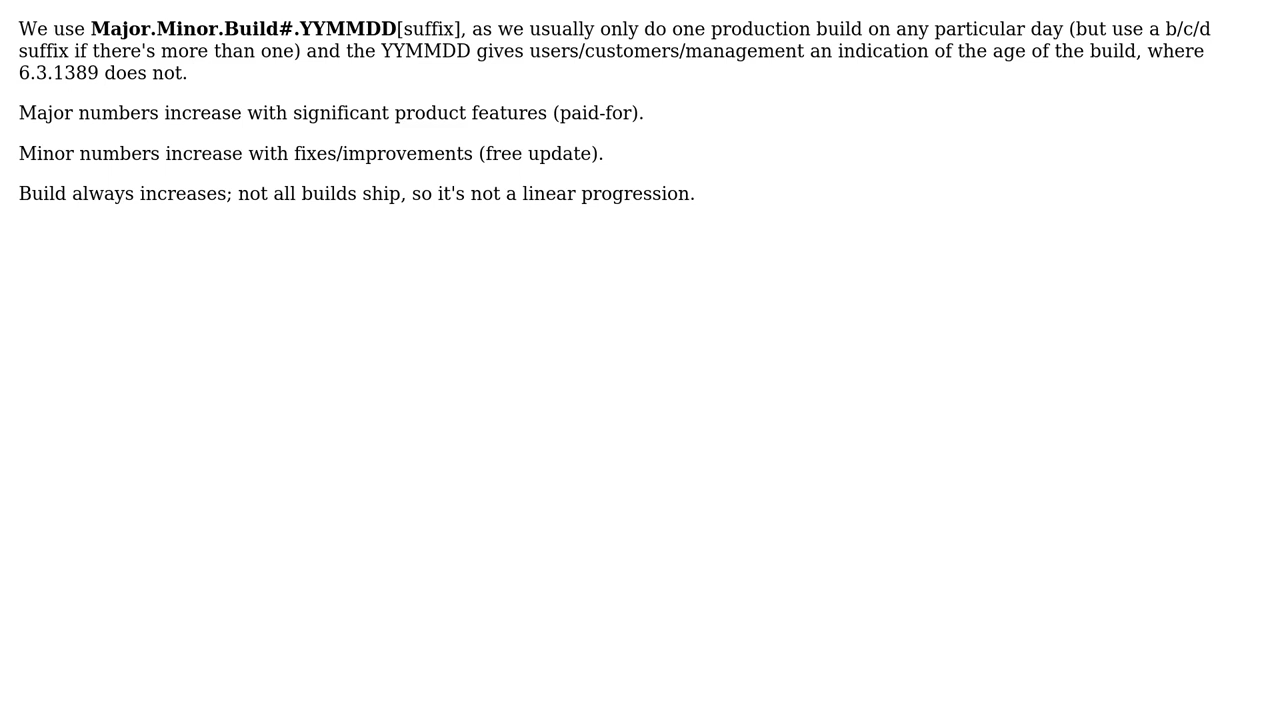 We use Major.Minor.Build#.YYMMDD[suffix], as we usually only do one production build on any particular day (but use a b/c/d
suffix if there's more than one) and the YYMMDD gives users/customers/management an indication of the age of the build, where
6.3.1389 does not.
Major numbers increase with significant product features (paid-for).
Minor numbers increase with fixes/improvements (free update).
Build always increases; not all builds ship, so it's not a linear progression.